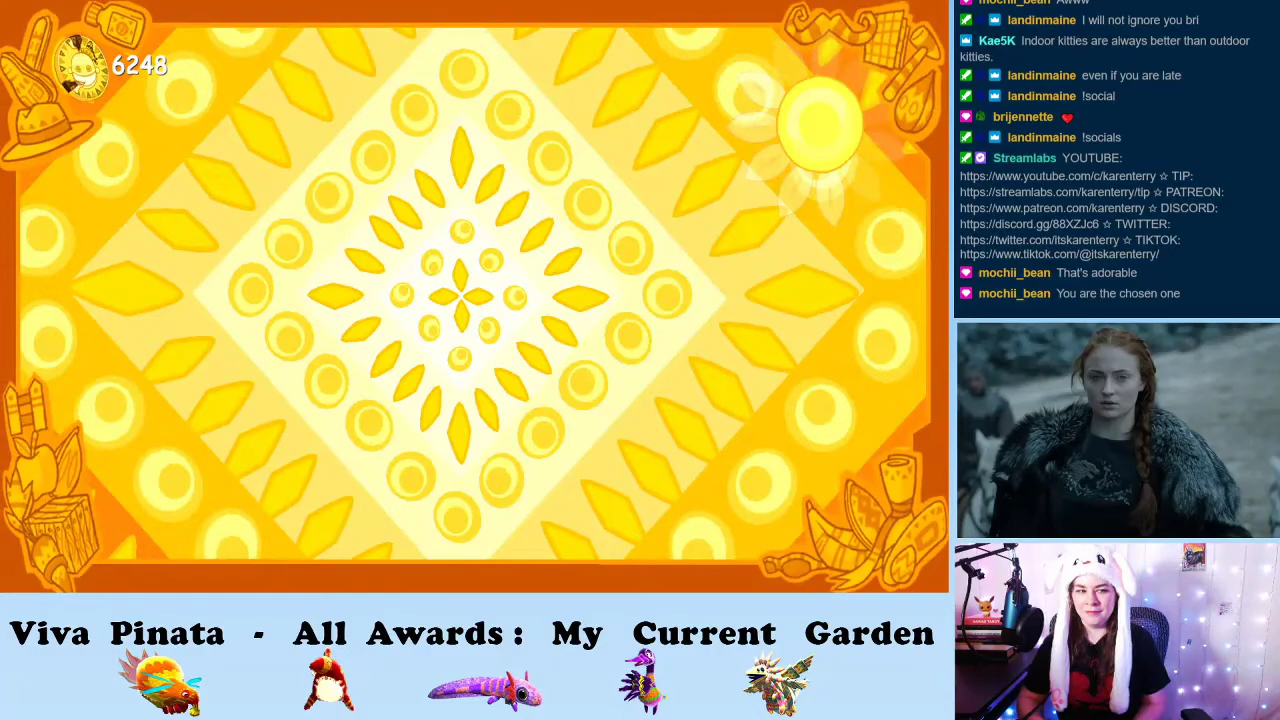 6248
mochii_bean Awww
landinmaine I will not ignore you bri
Kae5K Indoor kitties are always better than outdoor
kitties.
landinmaine even if you are late
landinmaine !social
brijennette
landinmaine !socials
Streamlabs YOUTUBE:
https://www.youtube.com/c/karenterry ☆ TIP:
https://streamlabs.com/karenterry/tip ☆ PATREON:
https://www.patreon.com/karenterry ☆ DISCORD:
https://discord.gg/88XZJc6 ☆ TWITTER:
https://twitter.com/itskarenterry ☆ TIKTOK:
https://www.tiktok.com/@itskarenterry/
mochii_bean That's adorable
mochii_bean You are the chosen one
Viva Pinata - All Awards: My Current Garden